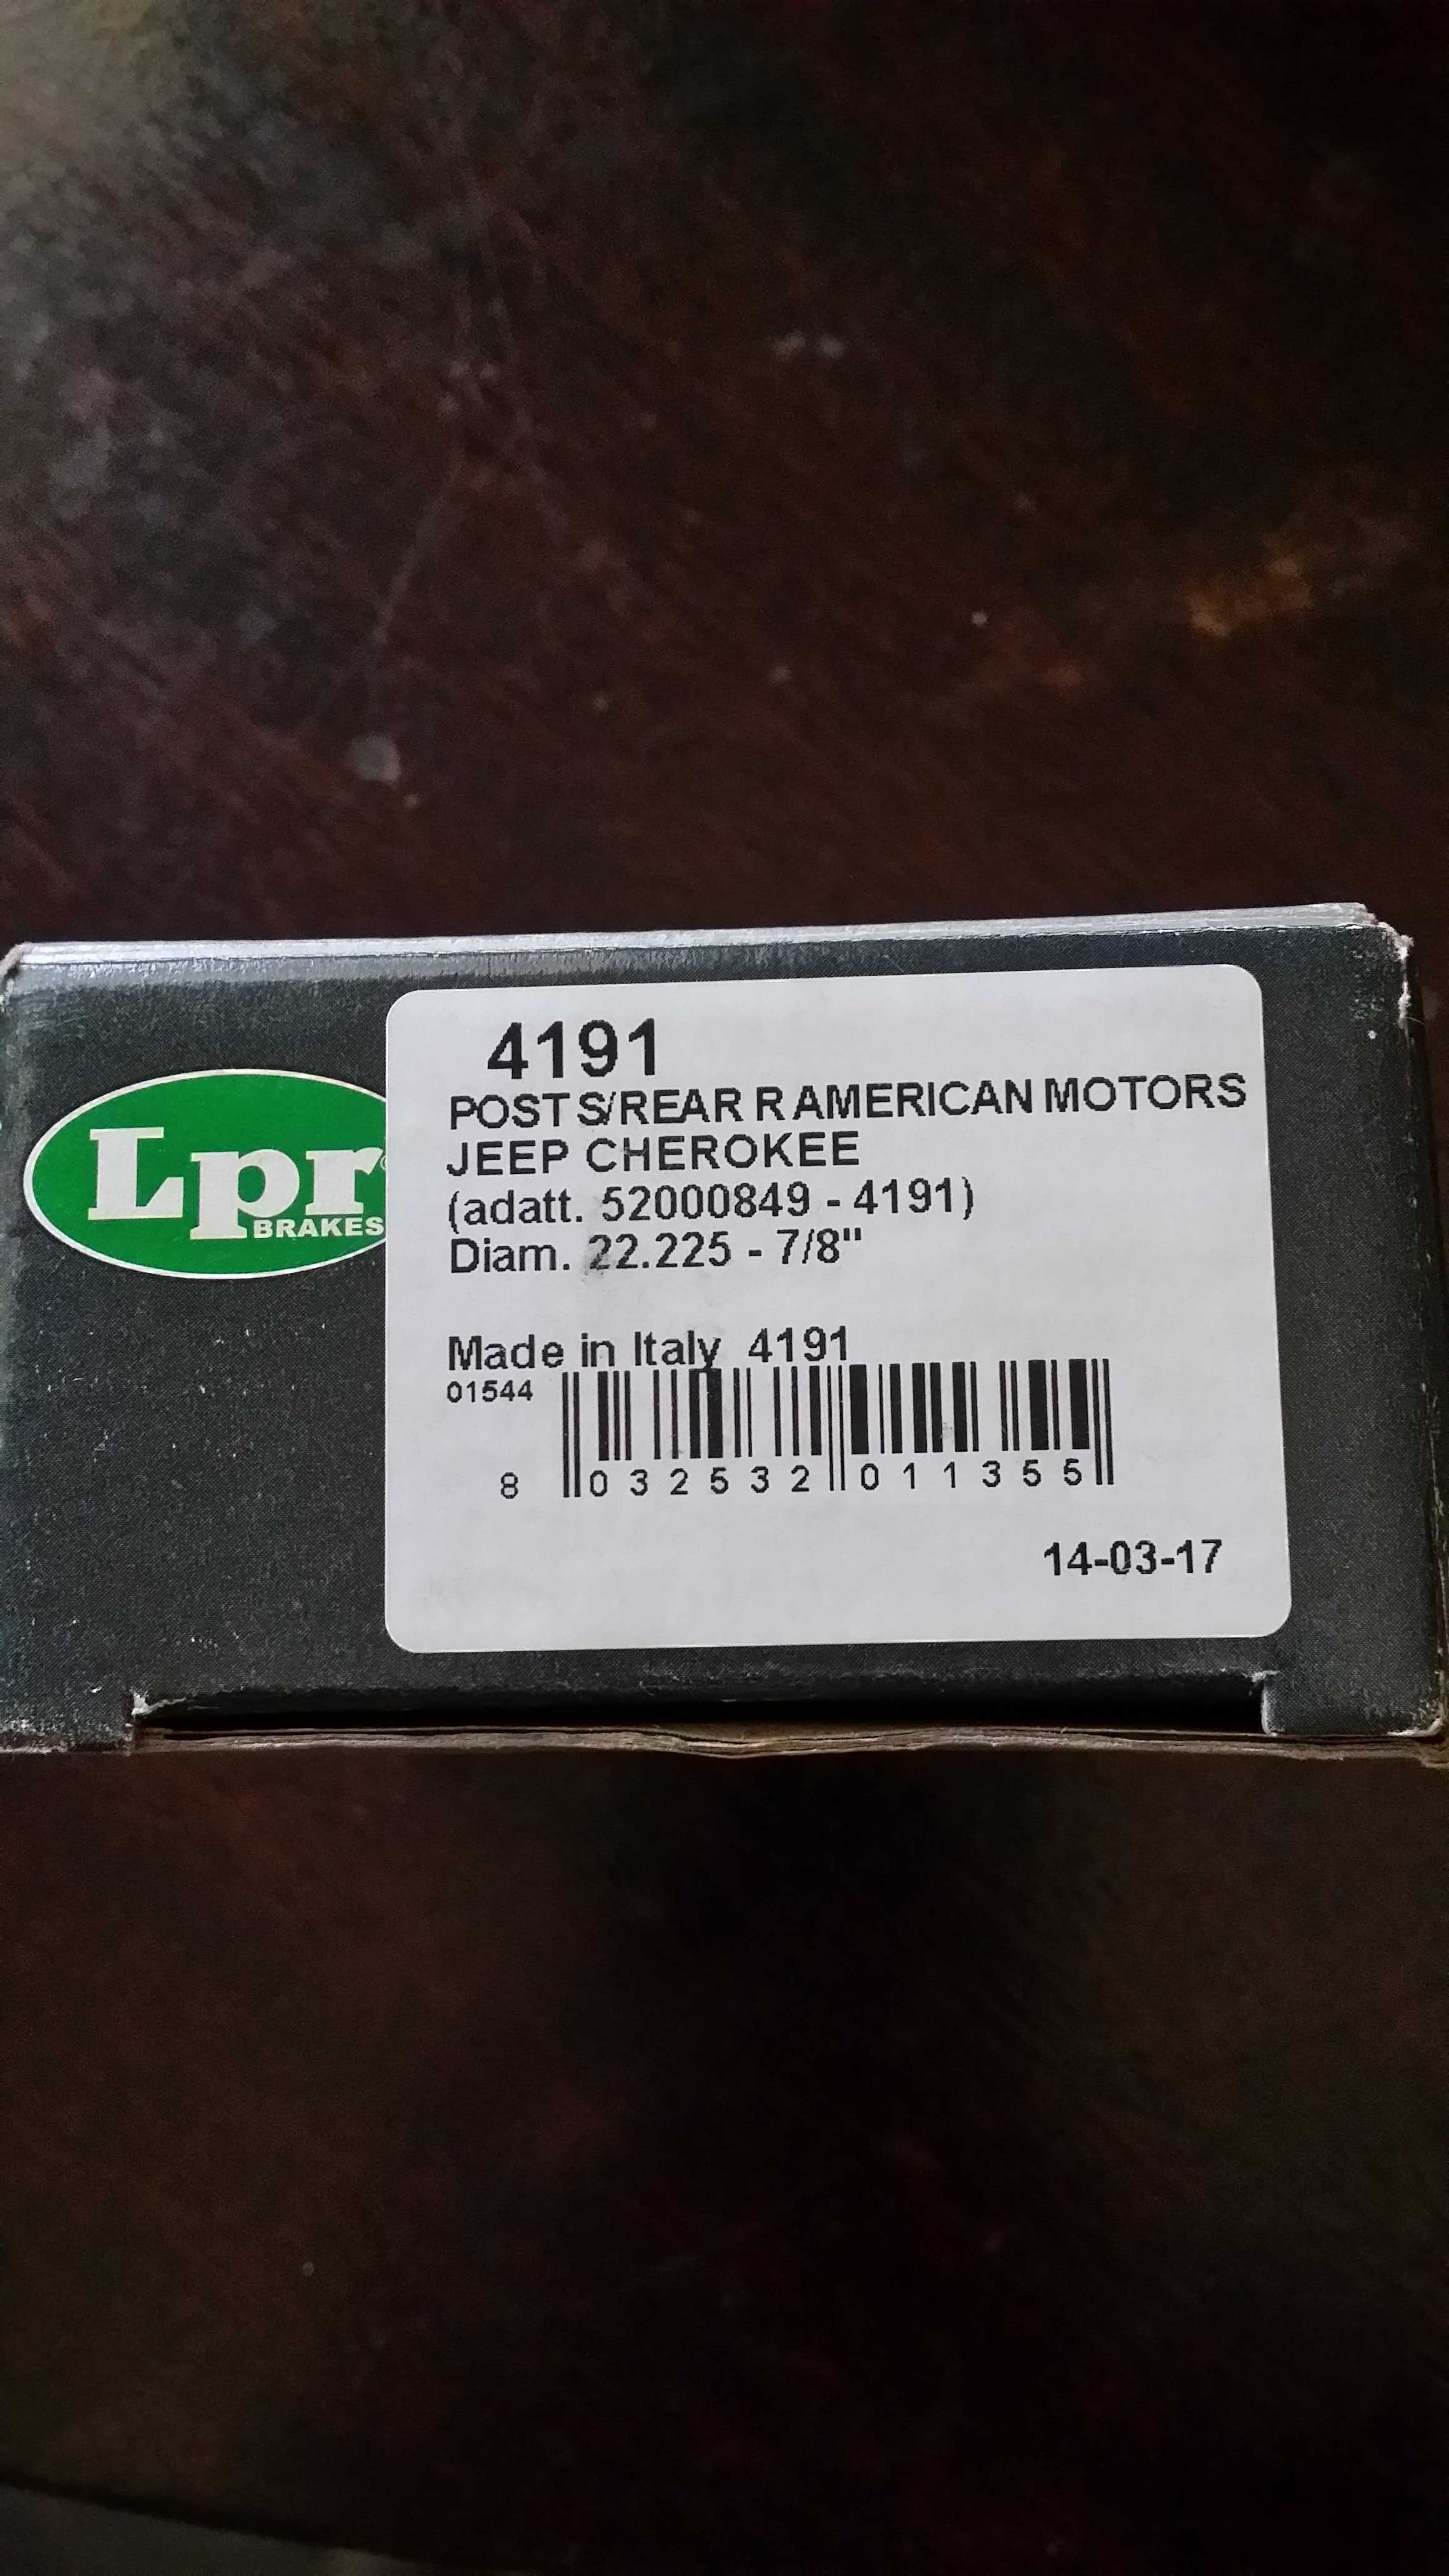 Lpr
BRAKES
4191
POST S/REAR R AMERICAN MOTORS
JEEP CHEROKEE
(adatt. 52000849 - 4191)
Diam. 22.225 - 7/8"
Made in Italy 4191
01544
8 032532 011355
14-03-17